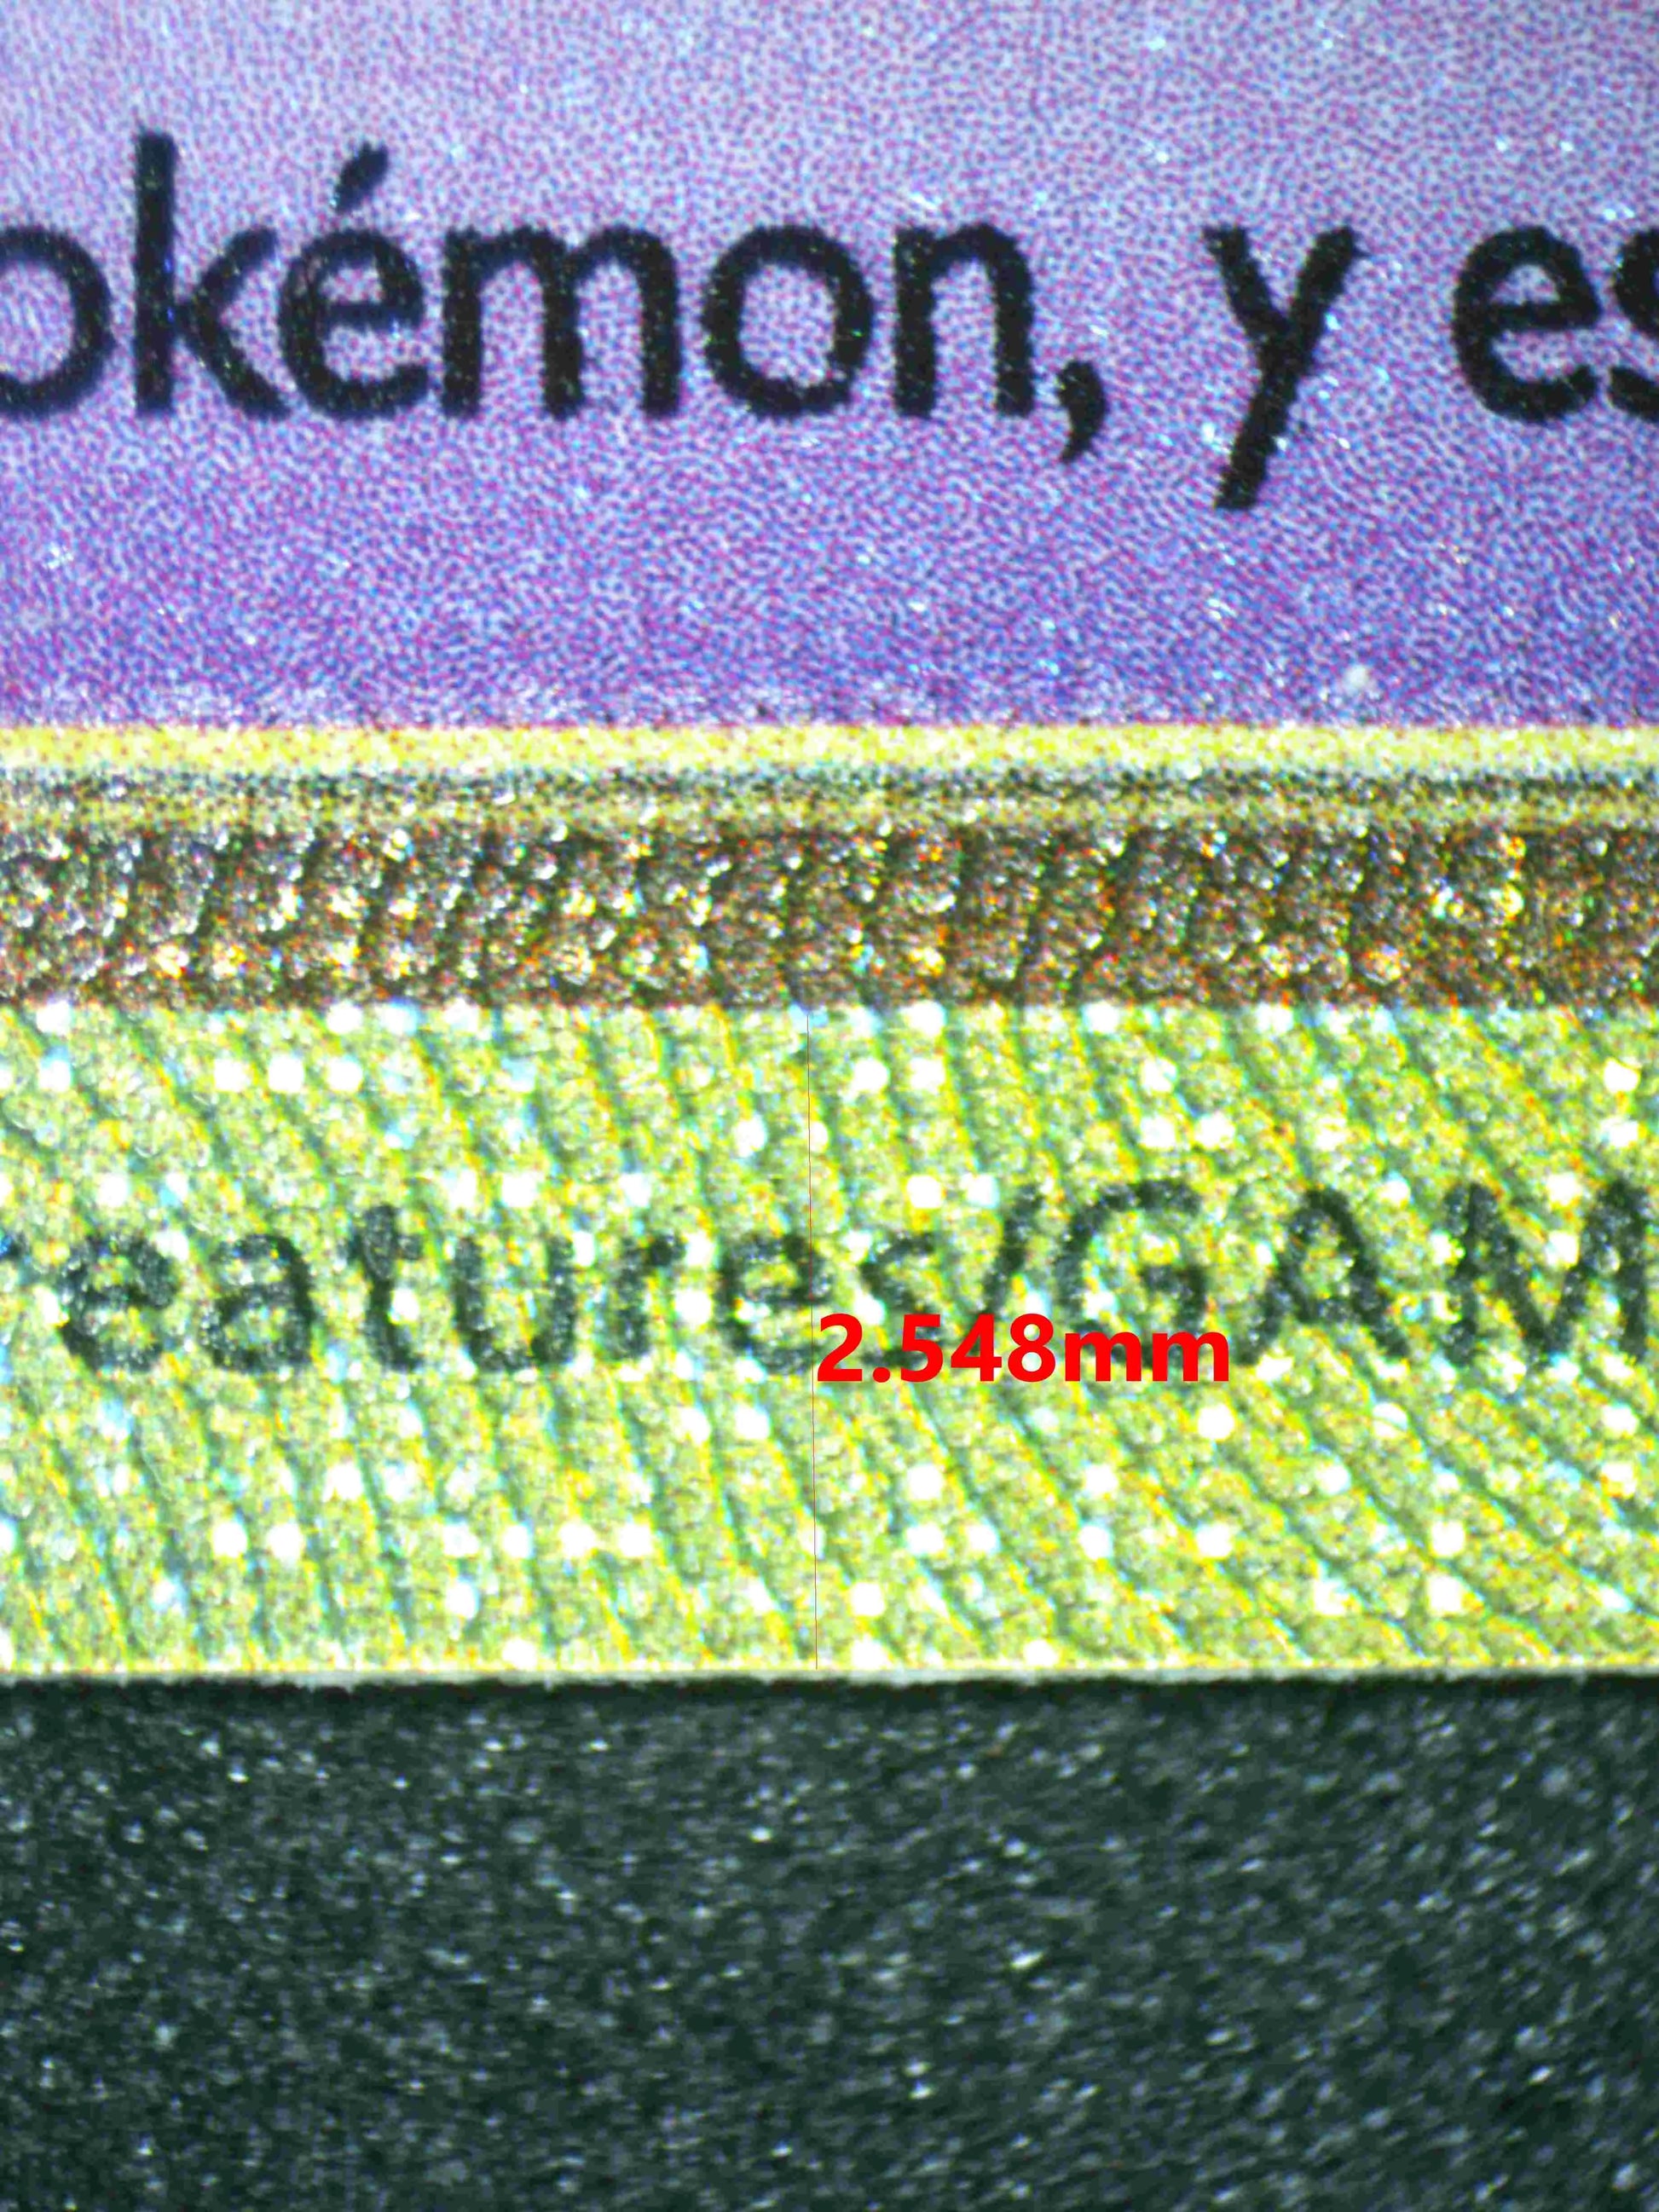 okémon, y es
eatures/GAM
2.548mm